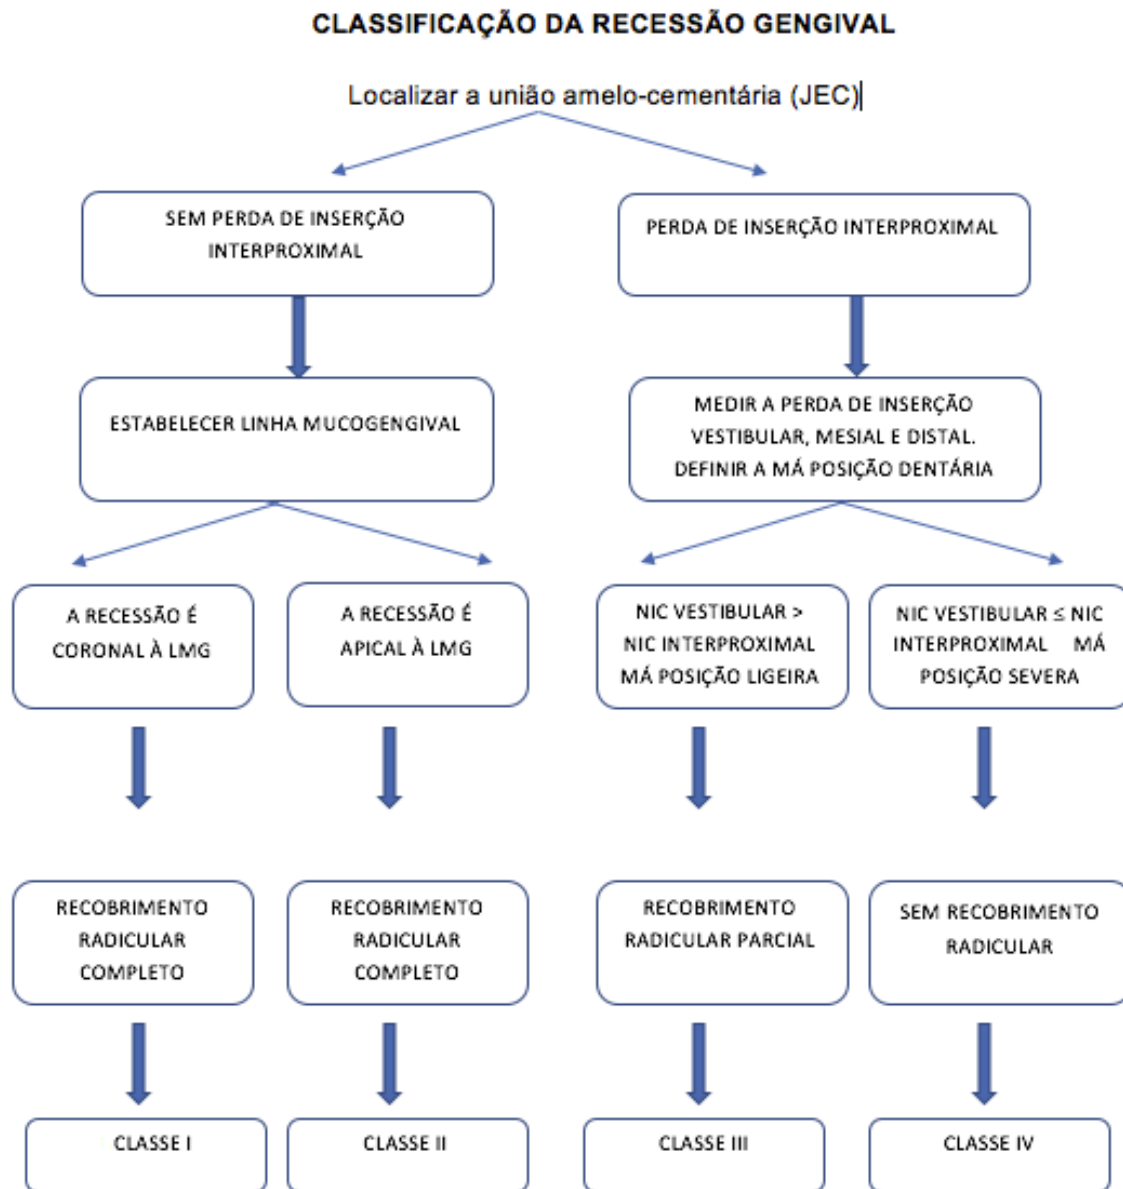 CLASSIFICAÇÃO DA RECESSÃO GENGIVAL
Localizar a união amelo-cementária (JEC)
SEM PERDA DE INSERÇÃO
INTERPROXIMAL
PERDA DE INSERÇÃO INTERPROXIMAL
ESTABELECER LINHA MUCOGENGIVAL
MEDIR A PERDA DE INSERÇÃO
VESTIBULAR, MESIAL E DISTAL.
DEFINIR A MÁ POSIÇÃO DENTÁRIA
A RECESSÃO É
CORONAL À LMG
A RECESSÃO É
APICAL À LMG
NIC VESTIBULAR >
NIC INTERPROXIMAL
MÁ POSIÇÃO LIGEIRA
NIC VESTIBULAR ≤ NIC
INTERPROXIMAL MÁ
POSIÇÃO SEVERA
RECOBRIMENTO
RADICULAR
COMPLETO
RECOBRIMENTO
RADICULAR
COMPLETO
RECOBRIMENTO
RADICULAR PARCIAL
SEM RECOBRIMENTO
RADICULAR
CLASSE I
CLASSE II
CLASSE III
CLASSE IV